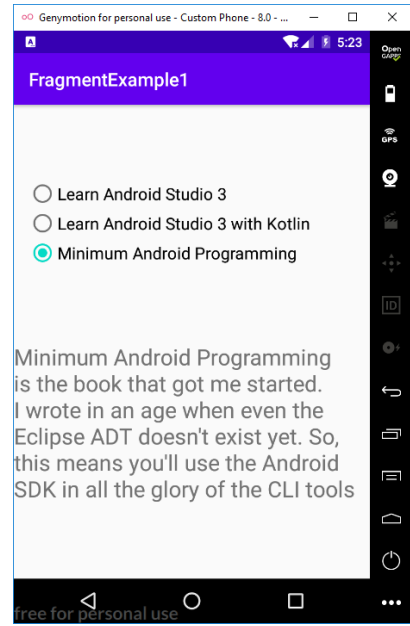 Genymotion for personal use - Custom Phone - 8.0 - ...
A
5:23
Open
GAPPS
FragmentExample1
GPS
Learn Android Studio 3
Learn Android Studio 3 with Kotlin
Minimum Android Programming
ID
Minimum Android Programming
is the book that got me started.
I wrote in an age when even the
Eclipse ADT doesn't exist yet. So,
this means you'll use the Android
SDK in all the glory of the CLI tools
free for personal use